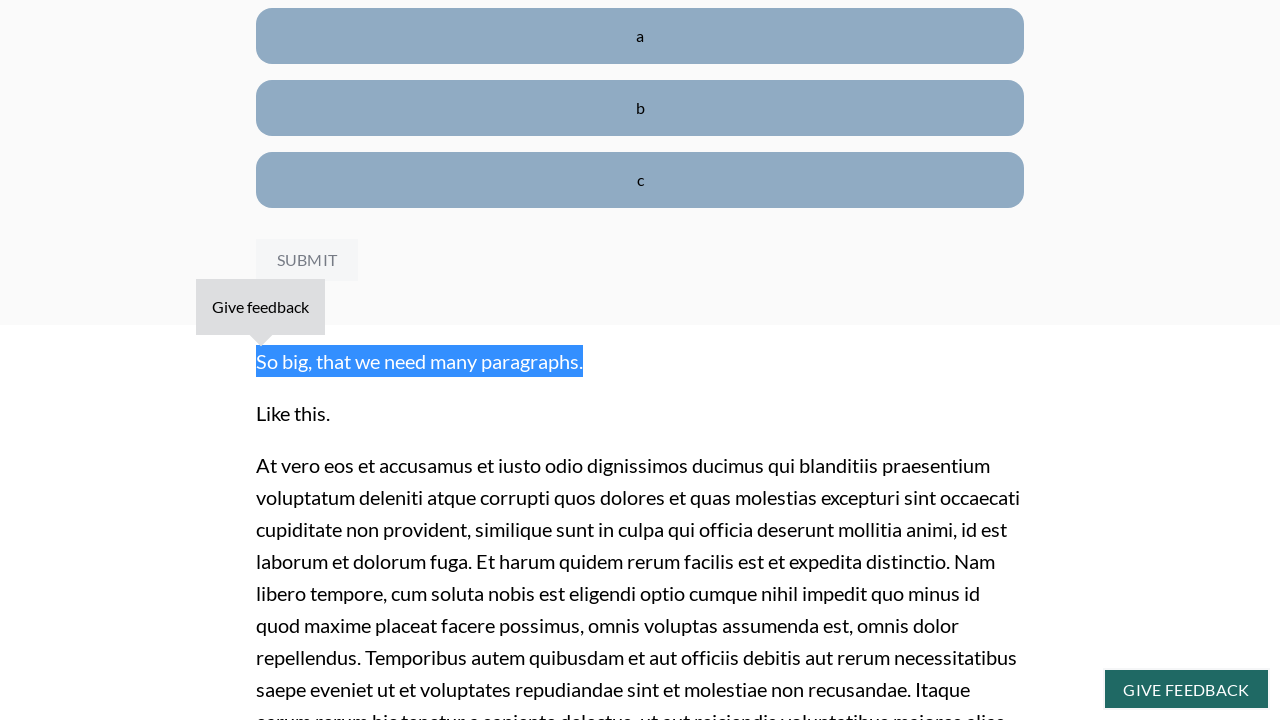 a
b
c
SUBMIT
Give feedback
So big, that we need many paragraphs.
Like this.
At vero eos et accusamus et iusto odio dignissimos ducimus qui blanditiis praesentium
voluptatum deleniti atque corrupti quos dolores et quas molestias excepturi sint occaecati
cupiditate non provident, similique sunt in culpa qui officia deserunt mollitia animi, id est
laborum et dolorum fuga. Et harum quidem rerum facilis est et expedita distinctio. Nam
libero tempore, cum soluta nobis est eligendi optio cumque nihil impedit quo minus id
quod maxime placeat facere possimus, omnis voluptas assumenda est, omnis dolor
repellendus. Temporibus autem quibusdam et aut officiis debitis aut rerum necessitatibus
saepe eveniet ut et voluptates repudiandae sint et molestiae non recusandae. Itaque
GIVE FEEDBACK